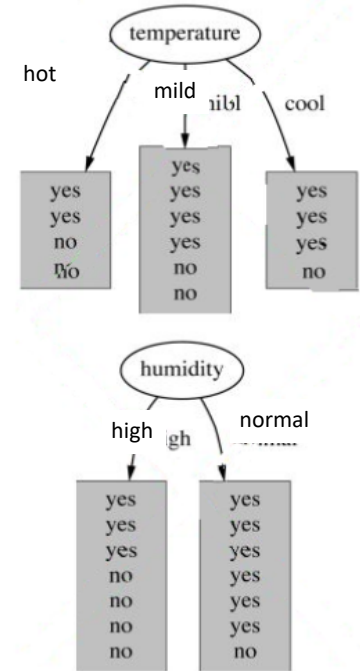 temperature
hot
mild
cool
yes
yes
no
no
yes
yes
yes
yes
no
no
yes
yes
yes
no
humidity
high
normal
yes
yes
yes
no
no
no
no
yes
yes
yes
yes
yes
yes
no